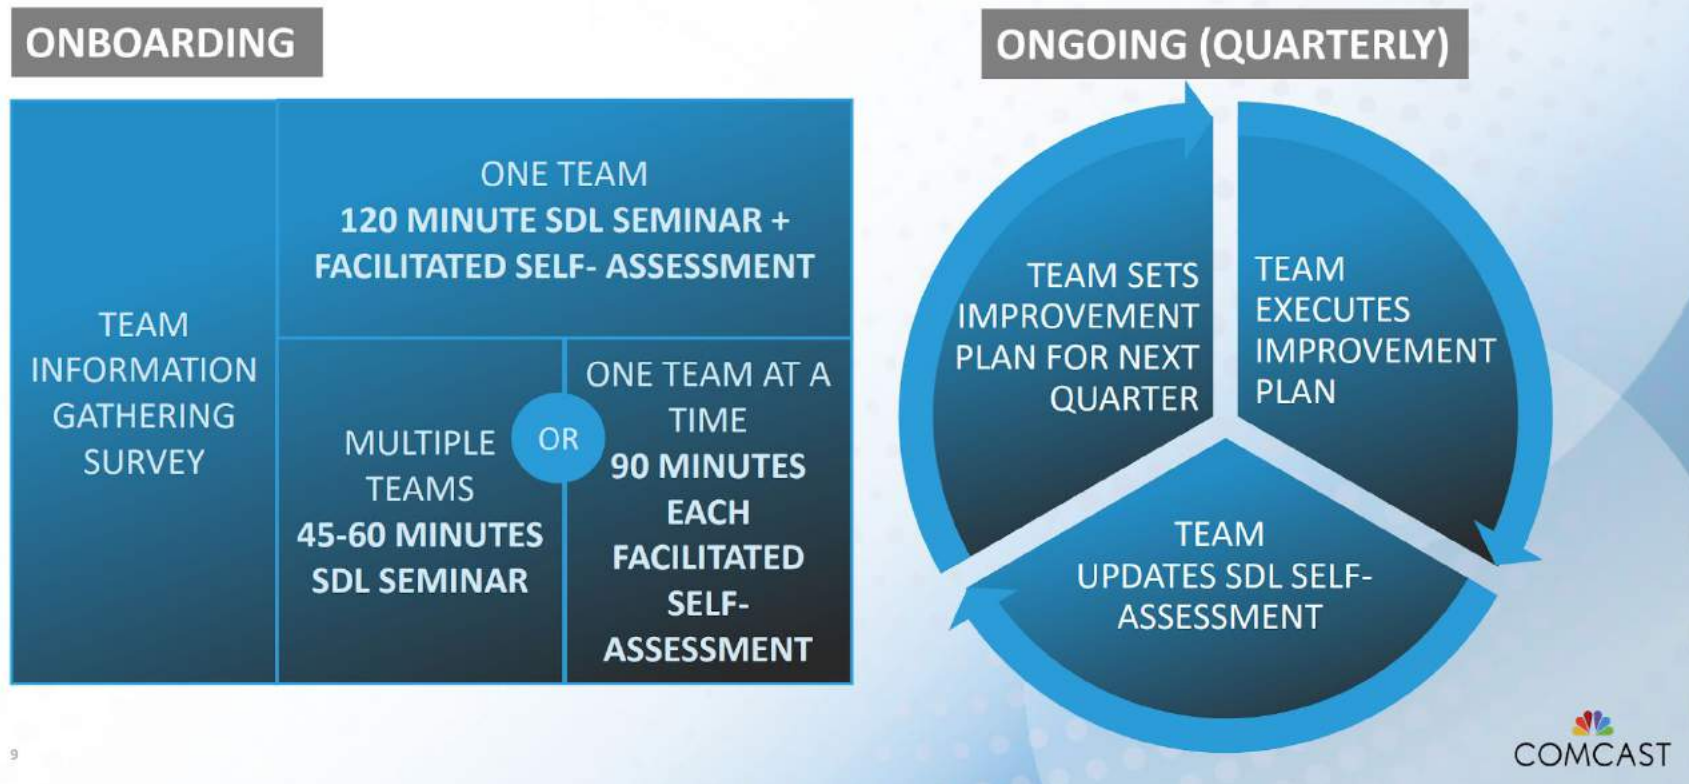 ONBOARDING
TEAM
INFORMATION
GATHERING
SURVEY
ONE TEAM
120 MINUTE SDL SEMINAR +
FACILITATED SELF- ASSESSMENT
MULTIPLE
TEAMS
45-60 MINUTES
SDL SEMINAR
OR
ONE TEAM AT A
TIME
90 MINUTES
EACH
FACILITATED
SELF-
ASSESSMENT
ONGOING (QUARTERLY)
TEAM SETS
IMPROVEMENT
PLAN FOR NEXT
QUARTER
TEAM
EXECUTES
IMPROVEMENT
PLAN
TEAM
UPDATES SDL SELF-
ASSESSMENT
9
COMCAST